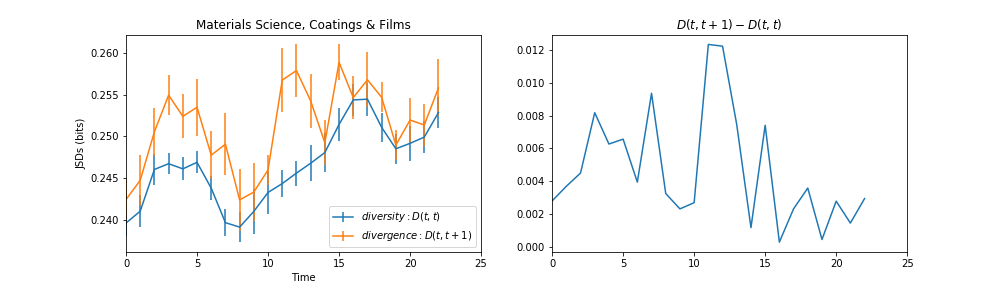 Materials Science, Coatings & Films
JSDs (bits)
0.260
0.255
0.250
0.245
0.240
0 5 10 15 20 25
Time
diversity: D(t, t)
divergence: D(t, t+1)
D(t, t+1) − D(t, t)
0.012
0.010
0.008
0.006
0.004
0.002
0.000
0 5 10 15 20 25